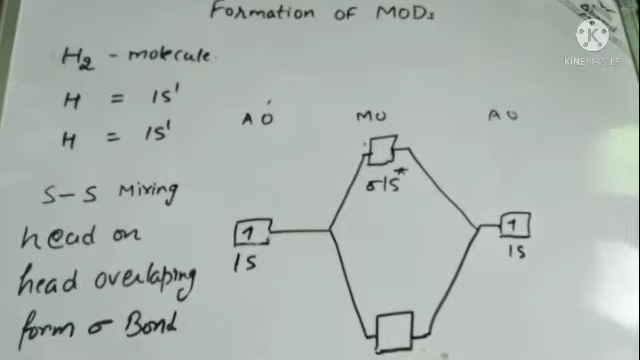 Formation of MODs
H2 - molecule
H = 1S1
H = 1S1
AO MO AO
S-S Mixing
head on
head overlaping
form σ Bond
σ1S*
1
1S
1
1S
KINEMASTER